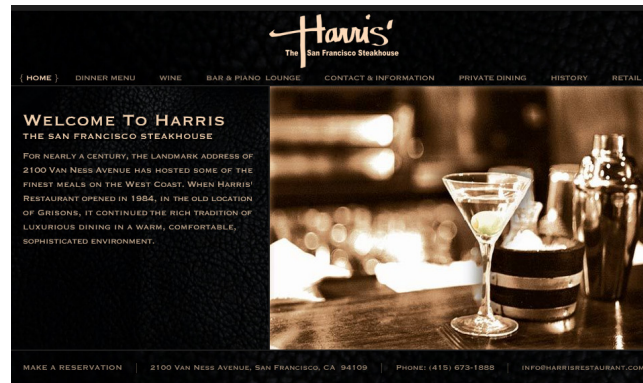 Harris'
The San Francisco Steakhouse
{ HOME } DINNER MENU WINE BAR & PIANO LOUNGE CONTACT & INFORMATION PRIVATE DINING HISTORY RETAIL
WELCOME TO HARRIS
THE SAN FRANCISCO STEAKHOUSE
FOR NEARLY A CENTURY, THE LANDMARK ADDRESS OF
2100 VAN NESS AVENUE HAS HOSTED SOME OF THE
FINEST MEALS ON THE WEST COAST. WHEN HARRIS'
RESTAURANT OPENED IN 1984, IN THE OLD LOCATION
OF GRISONS, IT CONTINUED THE RICH TRADITION OF
LUXURIOUS DINING IN A WARM, COMFORTABLE,
SOPHISTICATED ENVIRONMENT.
MAKE A RESERVATION | 2100 VAN NESS AVENUE, SAN FRANCISCO, CA 94109 | PHONE: (415) 673-1888 | INFO@HARRISRESTAURANT.CO